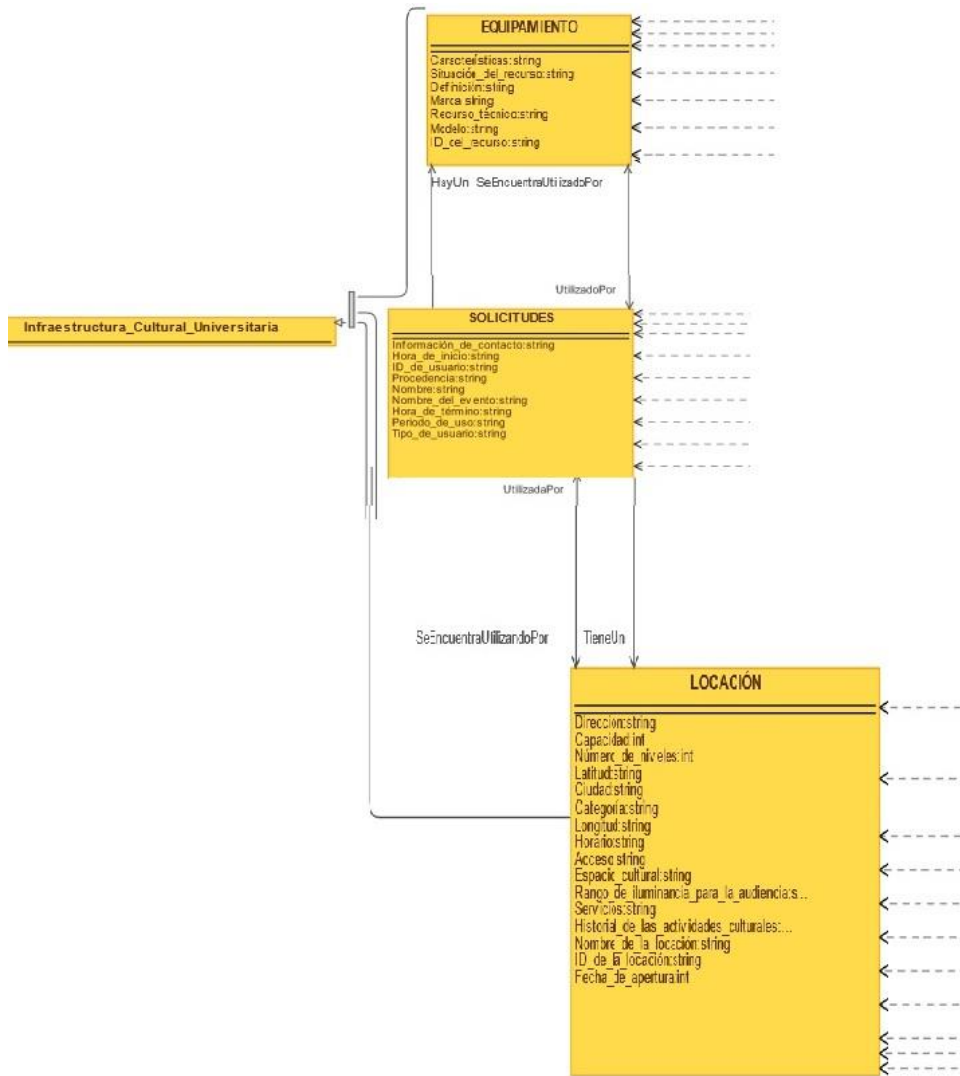 EQUIPAMIENTO
Características:string
Situación_del_recurso:string
Definición:string
Marca:string
Recurso_técnico:string
Modelo:string
ID_cel_recurso:string
HayUn SeEncuentraUtilizadoPor
UtilizadoPor
Infraestructura_Cultural_Universitaria
SOLICITUDES
Información_de_contacto:string
Hora_de_inicio:string
ID_de_usuario:string
Procedencia:string
Nombre:string
Nombre_del_evento:string
Hora_de_término:string
Periodo_de_uso:string
Tipo_de_usuario:string
UtilizadaPor
SeEncuentraUtilizandoPor TieneUn
LOCACIÓN
Dirección:string
Capacidad:int
Número_de_niveles:int
Latitud:string
Ciudad:string
Categoría:string
Longitud:string
Horario:string
Acceso:string
Espacio_cultural:string
Rango_de_iluminancia_para_la_audiencia:s...
Servicios:string
Historial_de_las_actividades_culturales:...
Nombre_de_la_locación:string
ID_de_la_locación:string
Fecha_de_apertura:int